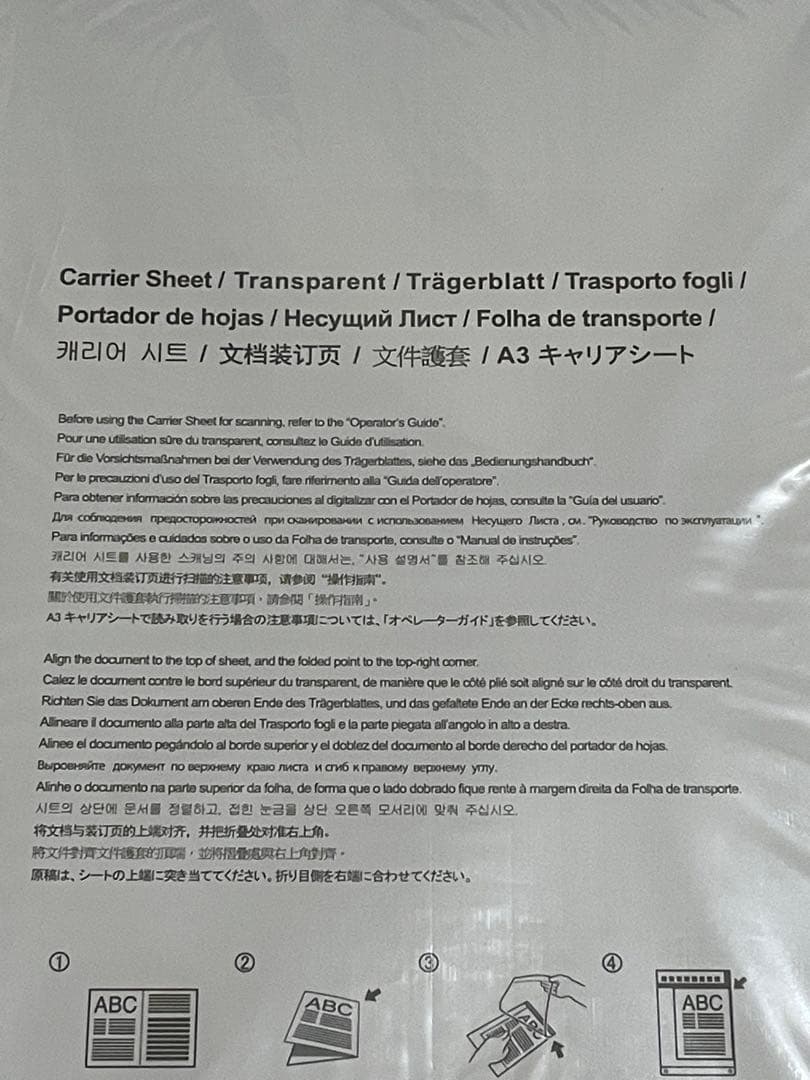 Carrier Sheet / Transparent / Trägerblatt / Trasporto fogli /
Portador de hojas / Несущий Лист / Folha de transporte /
캐리어 시트 / 文档装订页 / 文件護套 / A3 キャリアシート
Before using the Carrier Sheet for scanning, refer to the "Operator's Guide".
Pour une utilisation sûre du transparent, consultez le Guide d'utilisation.
Für die Vorsichtsmaßnahmen bei der Verwendung des Trägerblattes, siehe das „Bedienungshandbuch".
Per le precauzioni d'uso del Trasporto fogli, fare riferimento alla "Guida dell'operatore".
Para obtener información sobre las precauciones al digitalizar con el Portador de hojas, consulte la "Guía del usuario".
Для соблюдения предосторожностей при сканировании с использованием Несущего Листа , см. "Руководство по эксплуатации ".
Para informações e cuidados sobre o uso da Folha de transporte, consulte o "Manual de instruções".
캐리어 시트를 사용한 스캐닝의 주의 사항에 대해서는, "사용 설명서"를 참조해 주십시오.
有关使用文档装订页进行扫描的注意事项，请参阅 "操作指南"。
關於使用文件護套執行掃描的注意事項，請參閱「操作指南」。
A3 キャリアシートで読み取りを行う場合の注意事項については、「オペレーターガイド」を参照してください。
Align the document to the top of sheet, and the folded point to the top-right corner.
Calez le document contre le bord supérieur du transparent, de manière que le côté plié soit aligné sur le côté droit du transparent.
Richten Sie das Dokument am oberen Ende des Trägerblattes, und das gefaltete Ende an der Ecke rechts-oben aus.
Allineare il documento alla parte alta del Trasporto fogli e la parte piegata all'angolo in alto a destra.
Alinee el documento pegándolo al borde superior y el doblez del documento al borde derecho del portador de hojas.
Выровняйте документ по верхнему краю листа и сгиб к правому верхнему углу.
Alinhe o documento na parte superior da folha, de forma que o lado dobrado fique rente à margem direita da Folha de transporte.
시트의 상단에 문서를 정렬하고, 접힌 눈금을 상단 오른쪽 모서리에 맞춰 주십시오.
将文档与装订页的上端对齐，并把折叠处对准右上角。
將文件對齊文件護套的頂端，並將摺疊處與右上角對齊。
原稿は、シートの上端に突き当ててください。折り目側を右端に合わせてください。
① ② ③ ④
ABC ABC ABC ABC